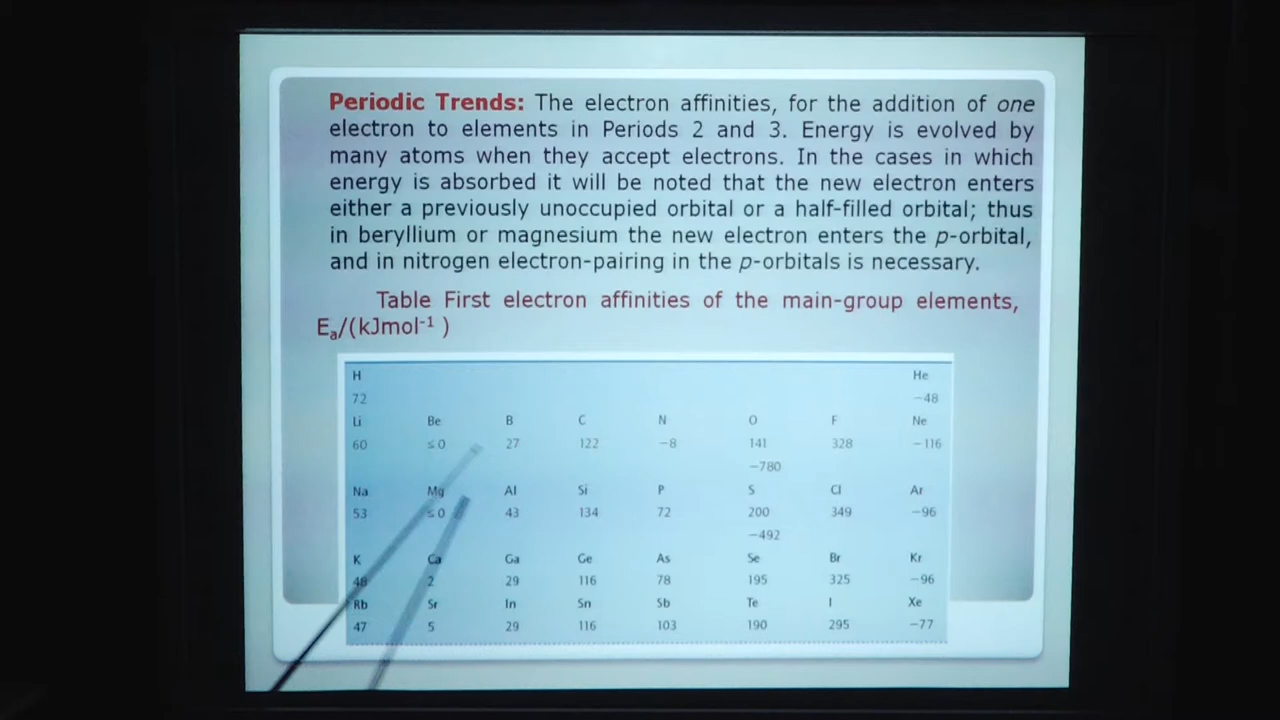 Periodic Trends: The electron affinities, for the addition of one
electron to elements in Periods 2 and 3. Energy is evolved by
many atoms when they accept electrons. In the cases in which
energy is absorbed it will be noted that the new electron enters
either a previously unoccupied orbital or a half-filled orbital; thus
in beryllium or magnesium the new electron enters the p-orbital,
and in nitrogen electron-pairing in the p-orbitals is necessary.
Table First electron affinities of the main-group elements,
Ea/(kJmol-1 )
H He
72 −48
Li Be B C N O F Ne
60 ≤0 27 122 −8 141 328 −116
−780
Na Mg Al Si P S Cl Ar
53 ≤0 43 134 72 200 349 −96
−492
K Ca Ga Ge As Se Br Kr
48 2 29 116 78 195 325 −96
Rb Sr In Sn Sb Te I Xe
47 5 29 116 103 190 295 −77